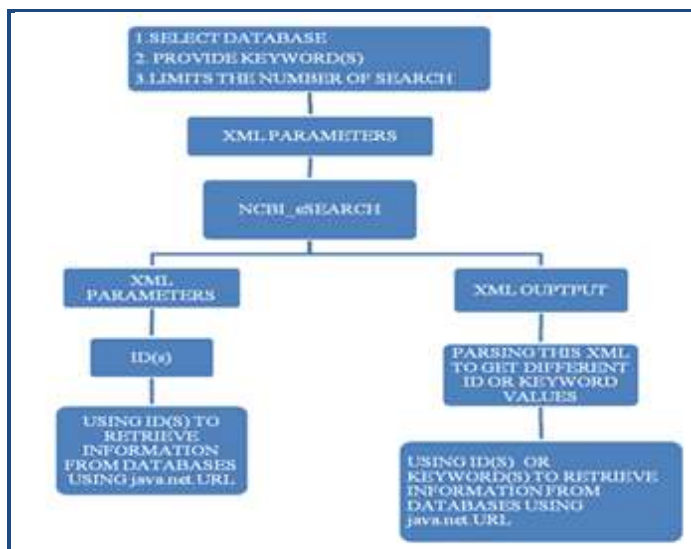 1.SELECT DATABASE
2. PROVIDE KEYWORD(S)
3.LIMITS THE NUMBER OF SEARCH
XML PARAMETERS
NCBI_eSEARCH
XML
PARAMETERS
ID(s)
USING ID(S) TO
RETRIEVE
INFORMATION
FROM DATABASES
USING java.net.URL
XML OUPTPUT
PARSING THIS XML
TO GET DIFFERENT
ID OR KEYWORD
VALUES
USING ID(S) OR
KEYWORD(S) TO RETRIEVE
INFORMATION FROM
DATABASES USING
java.net.URL